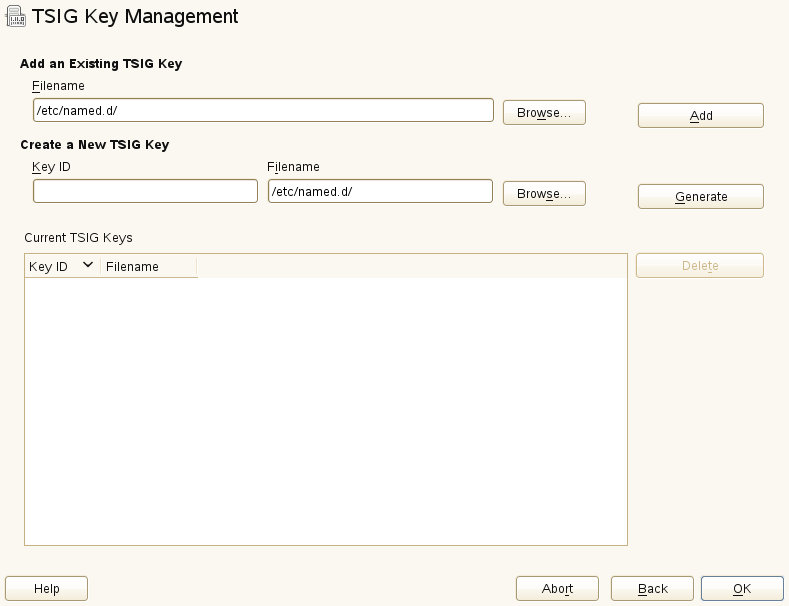 TSIG Key Management
Add an Existing TSIG Key
Filename
/etc/named.d/ Browse... Add
Create a New TSIG Key
Key ID Filename
/etc/named.d/ Browse... Generate
Current TSIG Keys
Key ID Filename Delete
Help Abort Back OK